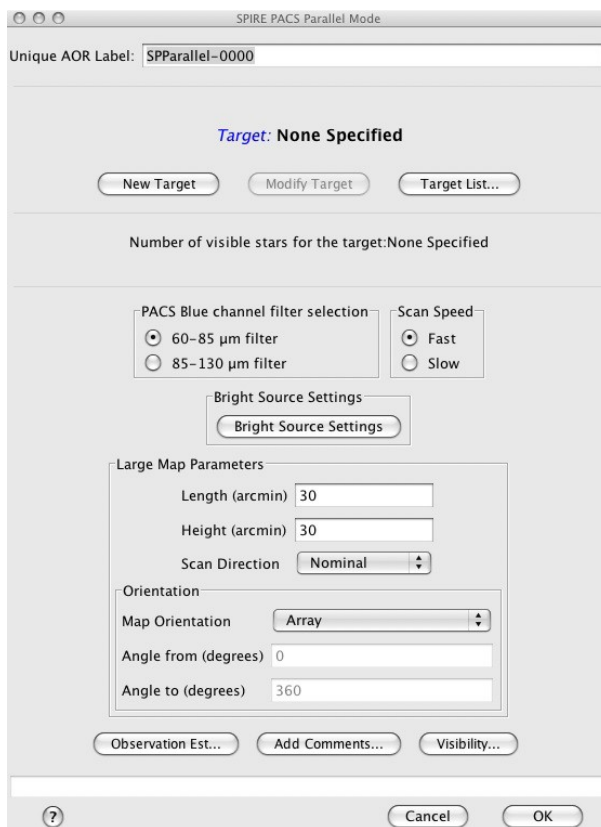 SPIRE PACS Parallel Mode
Unique AOR Label: SPParallel-0000
Target: None Specified
New Target Modify Target Target List...
Number of visible stars for the target:None Specified
PACS Blue channel filter selection Scan Speed
60-85 µm filter Fast
85-130 µm filter Slow
Bright Source Settings
Bright Source Settings
Large Map Parameters
Length (arcmin) 30
Height (arcmin) 30
Scan Direction Nominal
Orientation
Map Orientation Array
Angle from (degrees) 0
Angle to (degrees) 360
Observation Est... Add Comments... Visibility...
? Cancel OK